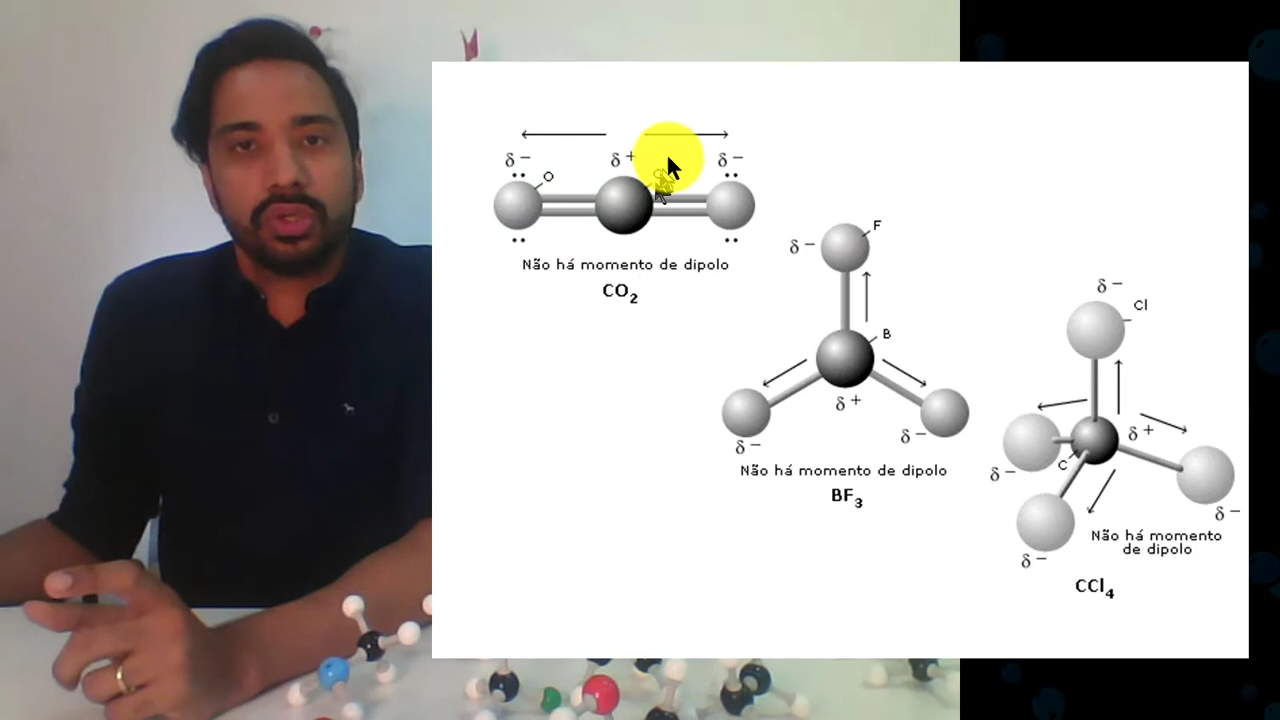 δ− δ+ δ−
O
Não há momento de dipolo
CO₂
F
δ−
B
δ+
δ− δ−
Não há momento de dipolo
BF₃
δ−
Cl
δ+
C
δ−
δ−
δ−
Não há momento
de dipolo
CCl₄